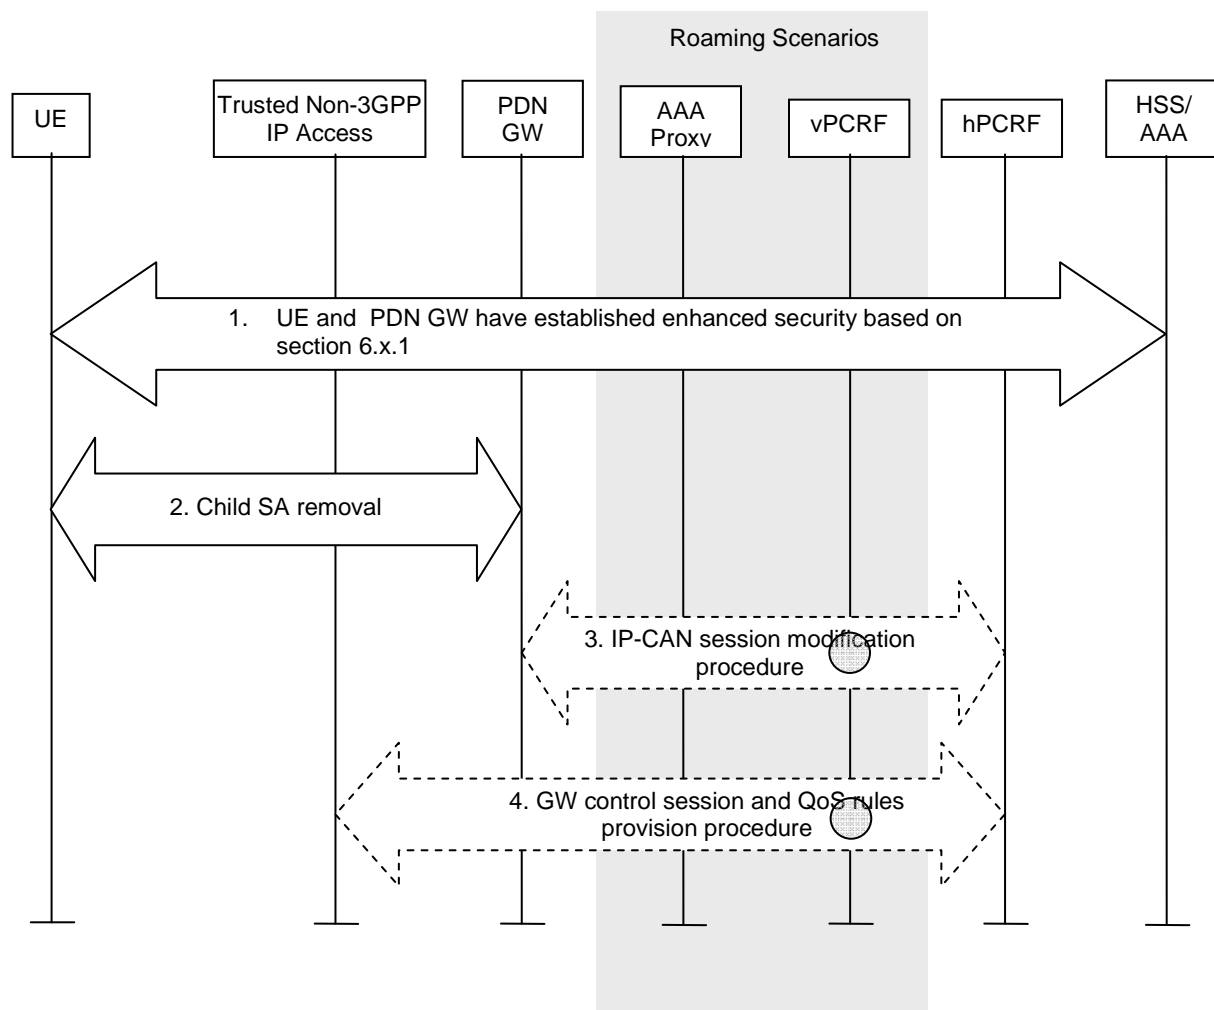 Roaming Scenarios
UE
Trusted Non-3GPP
IP Access
PDN
GW
AAA
Proxy
vPCRF
hPCRF
HSS/
AAA
1. UE and PDN GW have established enhanced security based on
section 6.x.1
2. Child SA removal
3. IP-CAN session modification
procedure
4. GW control session and QoS rules
provision procedure